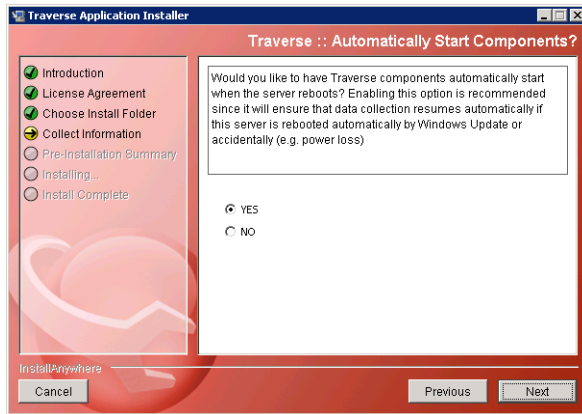 Traverse Application Installer
Traverse :: Automatically Start Components?
Introduction
License Agreement
Choose Install Folder
Collect Information
Pre-Installation Summary
Installing...
Install Complete
Would you like to have Traverse components automatically start
when the server reboots? Enabling this option is recommended
since it will ensure that data collection resumes automatically if
this server is rebooted automatically by Windows Update or
accidentally (e.g. power loss)
YES
NO
InstallAnywhere
Cancel
Previous
Next